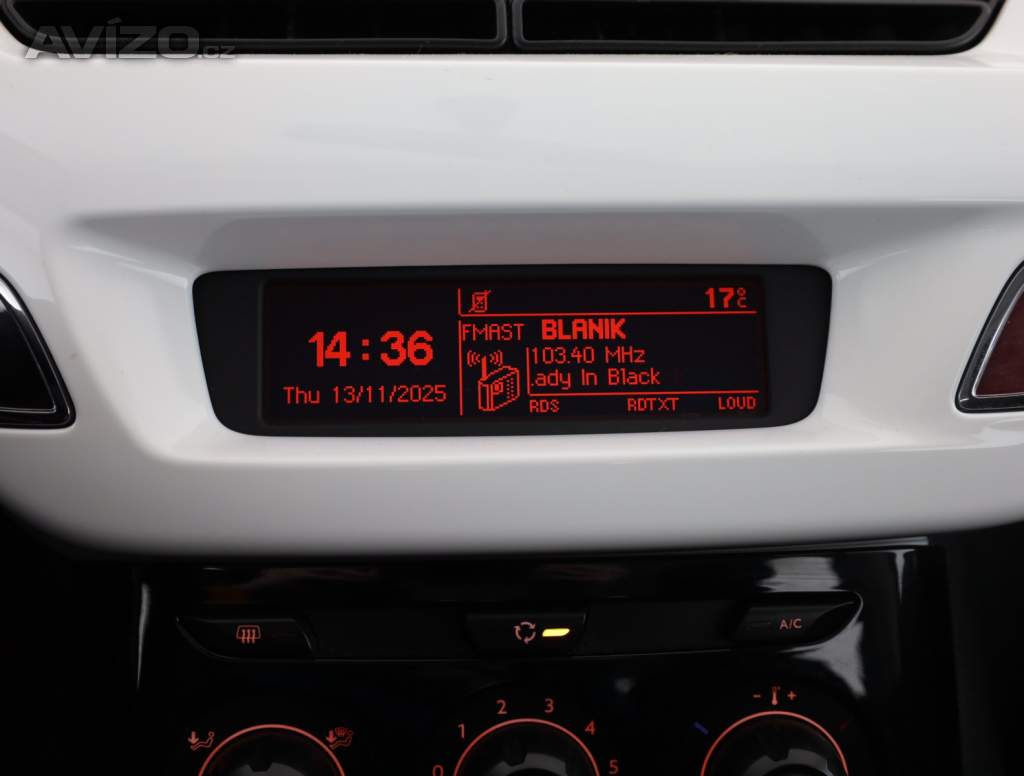 AVÍZO.cz
17°C
14:36
Thu 13/11/2025
FMAST BLANIK
103.40 MHz
.ady In Black
RDS RDTXT LOUD
A/C
0 1 2 3 4 5
- +